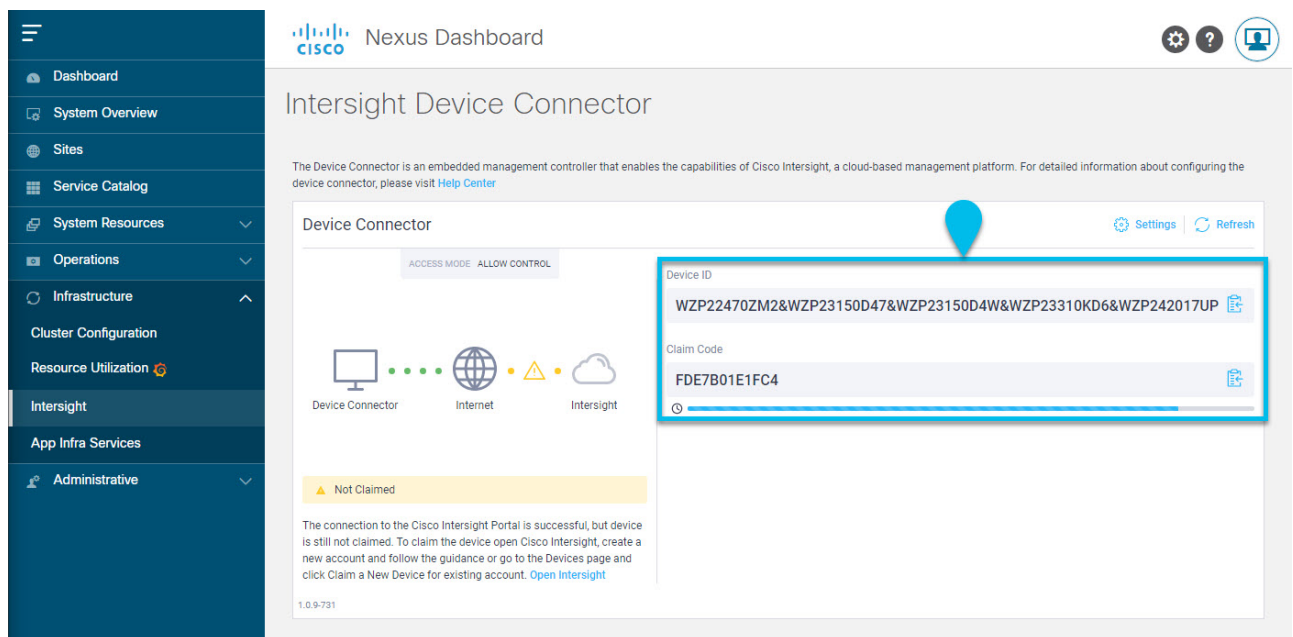 CISCO Nexus Dashboard
Dashboard
System Overview
Sites
Service Catalog
System Resources
Operations
Infrastructure
Cluster Configuration
Resource Utilization
Intersight
App Infra Services
Administrative
Intersight Device Connector
The Device Connector is an embedded management controller that enables the capabilities of Cisco Intersight, a cloud-based management platform. For detailed information about configuring the
device connector, please visit Help Center
Device Connector
Settings
Refresh
ACCESS MODE ALLOW CONTROL
Device Connector
Internet
Intersight
Not Claimed
The connection to the Cisco Intersight Portal is successful, but device
is still not claimed. To claim the device open Cisco Intersight, create a
new account and follow the guidance or go to the Devices page and
click Claim a New Device for existing account. Open Intersight
1.0.9-731
Device ID
WZP22470ZM2&WZP23150D47&WZP23150D4W&WZP23310KD6&WZP242017UP
Claim Code
FDE7B01E1FC4